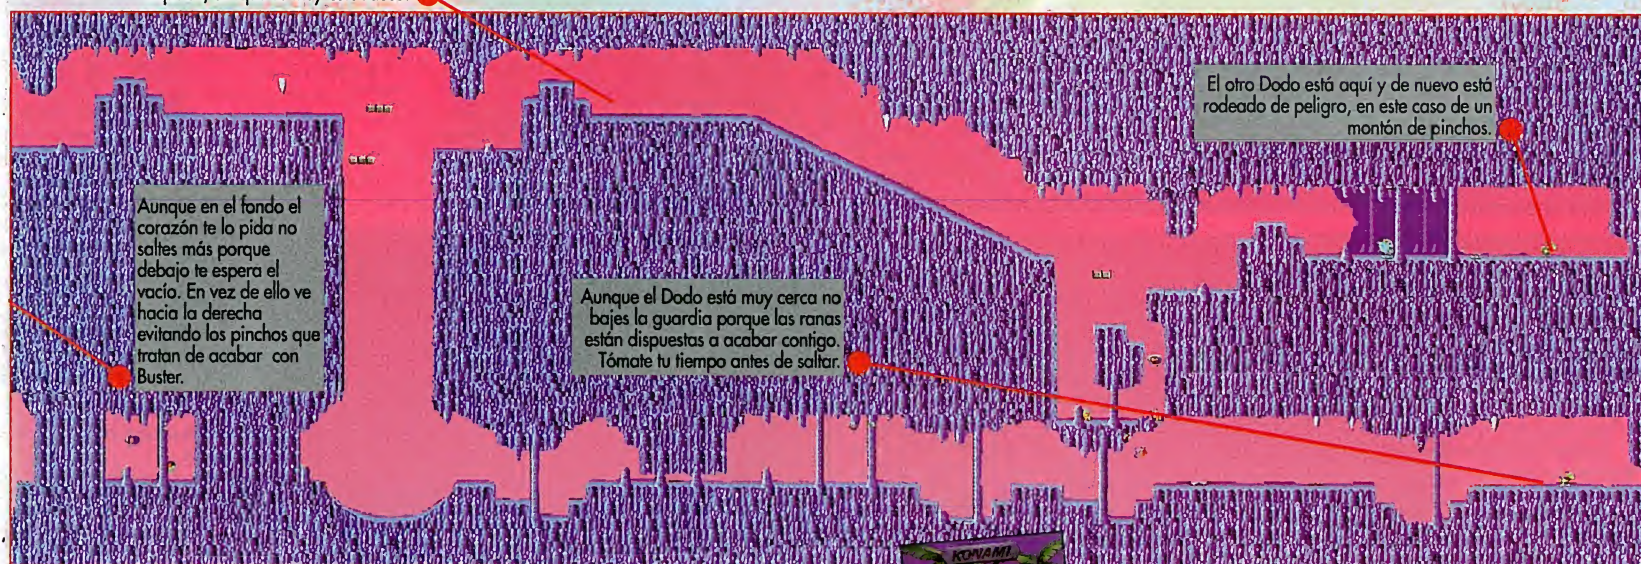 El otro Dodo está aquí y de nuevo está
rodeado de peligro, en este caso de un
montón de pinchos.
Aunque en el fondo el
corazón te lo pida no
saltes más porque
debajo te espera el
vacío. En vez de ello ve
hacia la derecha
evitando los pinchos que
tratan de acabar con
Buster.
Aunque el Dodo está muy cerca no
bajes la guardia porque las ranas
están dispuestas a acabar contigo.
Tómate tu tiempo antes de saltar.
KONAMI